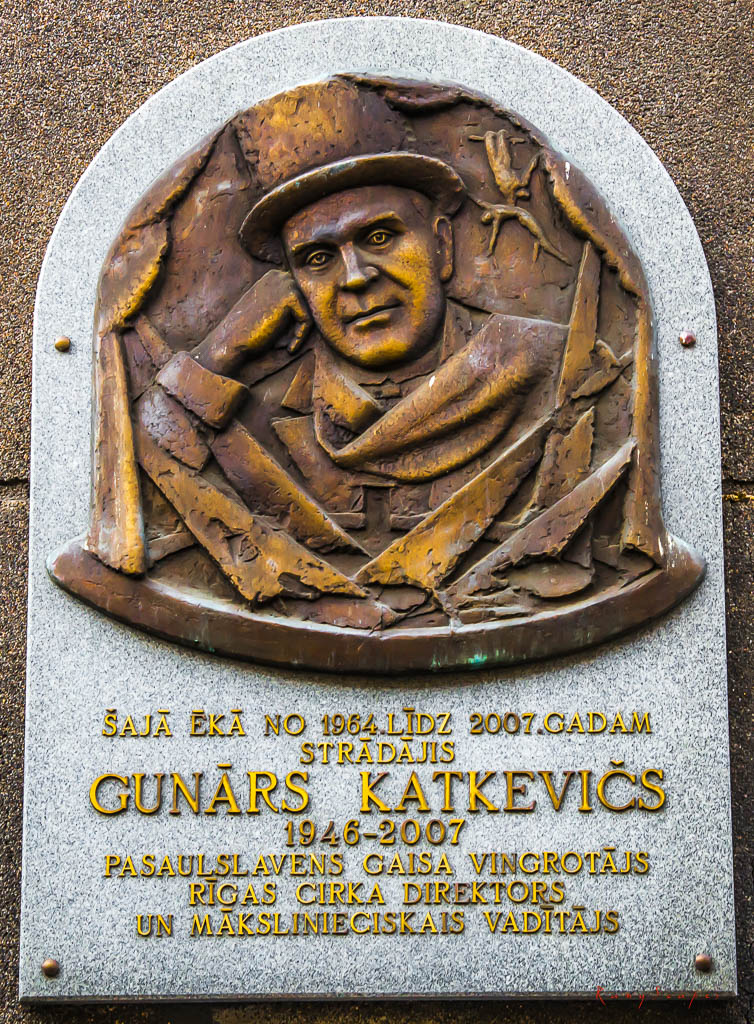 ŠAJĀ ĒKĀ NO 1964.LĪDZ 2007.GADAM
STRĀDĀJIS
GUNĀRS KATKEVIČS
1946-2007
PASAULSLAVENS GAISA VINGROTĀJS
RĪGAS CIRKA DIREKTORS
UN MĀKSLINIECISKAIS VADĪTĀJS